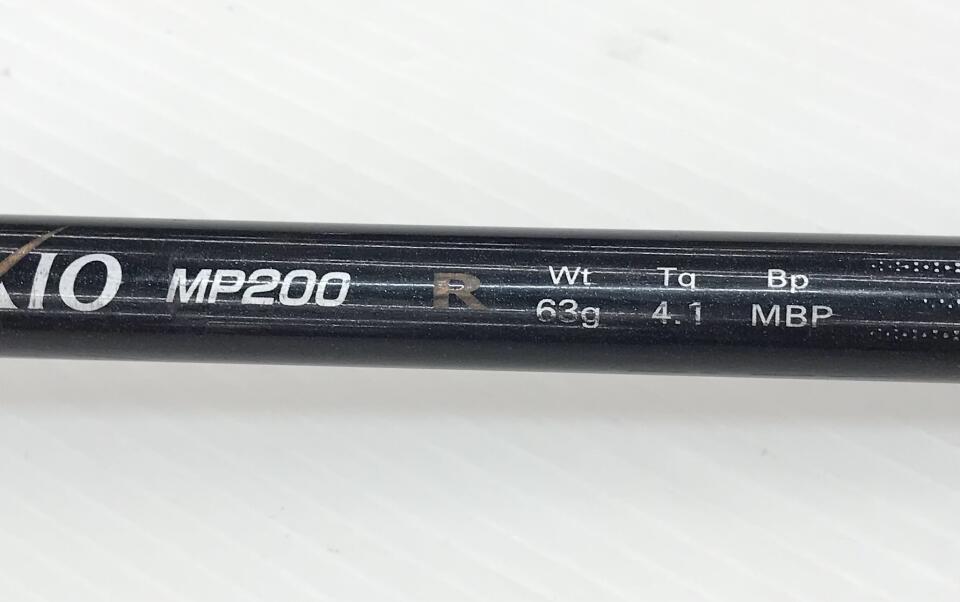 XIO MP200 R Wt Tq Bp
63g 4.1 MBP